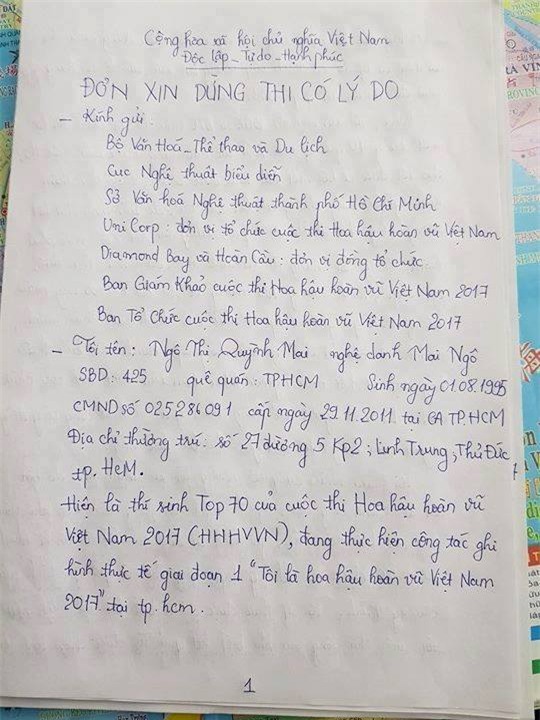 Cộng hòa xã hội chủ nghĩa Việt Nam
Độc lập - Tự do - Hạnh phúc
ĐƠN XIN DỪNG THI CÓ LÝ DO
- Kính gửi:
Bộ Văn Hoá - Thể thao và Du lịch
Cục Nghệ thuật biểu diễn
Sở Văn hoá Nghệ thuật thành phố Hồ Chí Minh
Uni Corp: đơn vị tổ chức cuộc thi Hoa hậu hoàn vũ Việt Nam
Diamond Bay và Hoàn Cầu: đơn vị đồng tổ chức.
Ban Giám Khảo cuộc thi Hoa hậu hoàn vũ Việt Nam 2017
Ban Tổ Chức cuộc thi Hoa hậu hoàn vũ Việt Nam 2017
- Tôi tên: Ngô Thị Quỳnh Mai nghệ danh Mai Ngô
SBD: 425 quê quán: TPHCM Sinh ngày 01.08.1995
CMND số 025286091 cấp ngày 29.11.2011 tại CA TP.HCM
Địa chỉ thường trú: số 27 đường 5 Kp2; Linh Trung, Thủ Đức,
tp. HCM.
Hiện là thí sinh Top 70 của cuộc thi Hoa hậu hoàn vũ
Việt Nam 2017 (HHHVVN), đang thực hiện công tác ghi
hình thực tế giai đoạn 1 "Tôi là hoa hậu hoàn vũ Việt Nam
2017" tại tp.hcm.
1